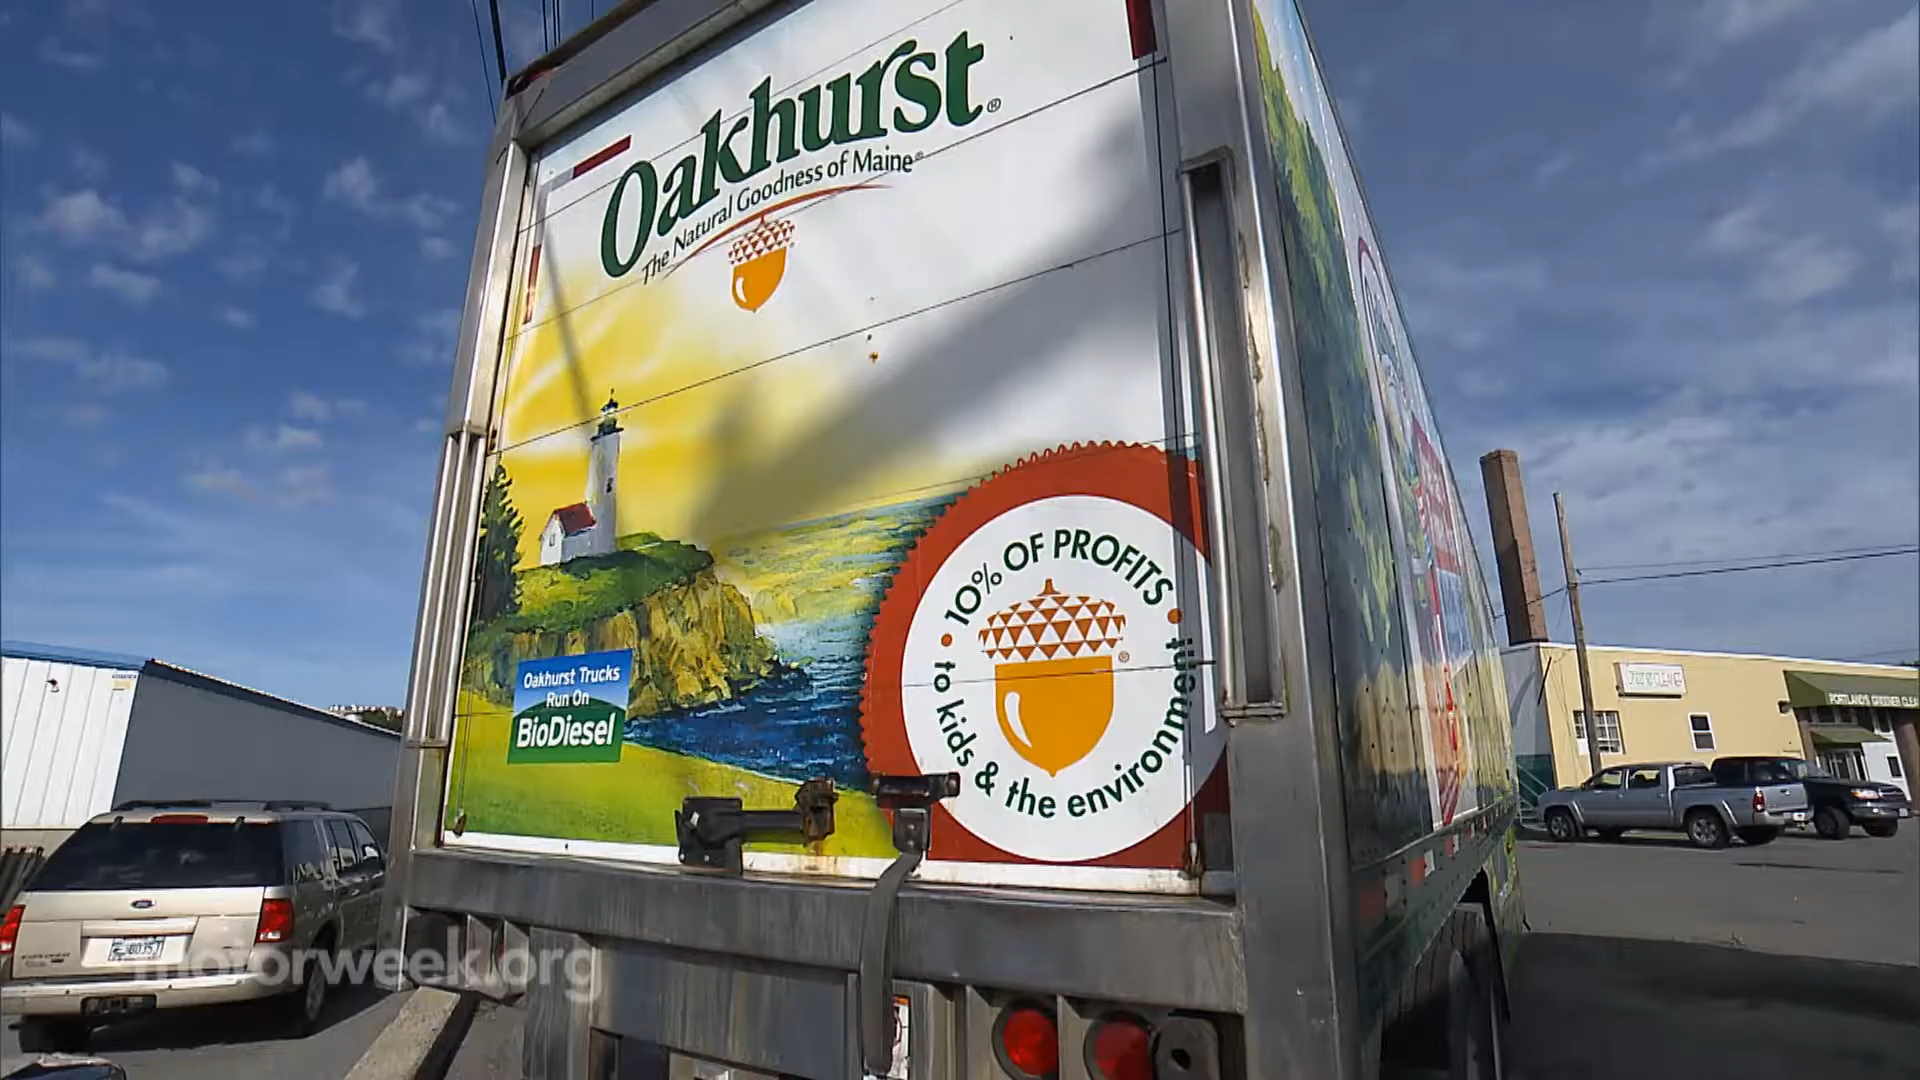 Oakhurst®
The Natural Goodness of Maine®
10% OF PROFITS
to kids & the environment
®
Oakhurst Trucks
Run On
BioDiesel
motorweek.org